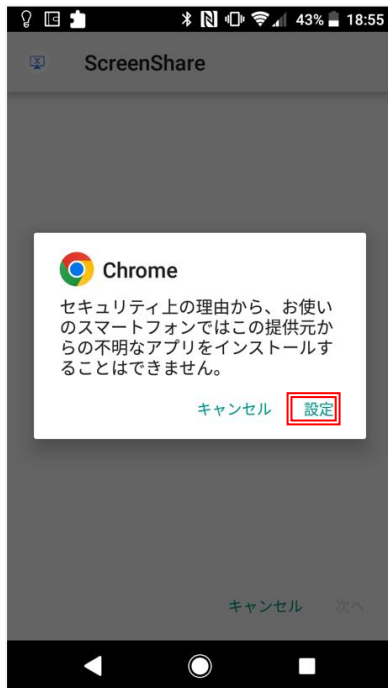 43% 18:55
ScreenShare
Chrome
セキュリティ上の理由から、お使い
のスマートフォンではこの提供元か
らの不明なアプリをインストールす
ることはできません。
キャンセル 設定
キャンセル 次へ